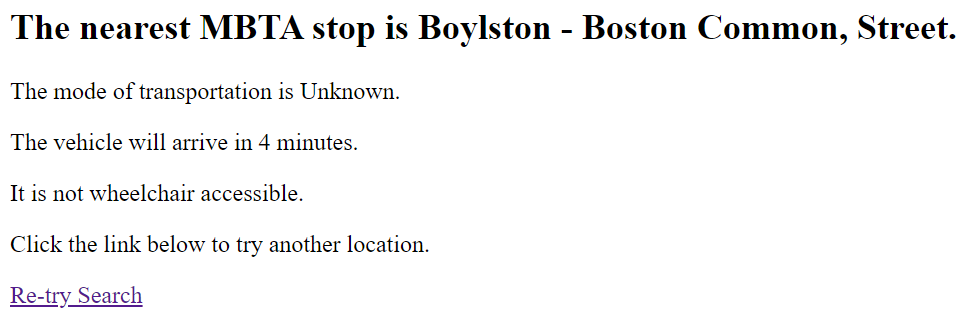 The nearest MBTA stop is Boylston - Boston Common, Street.
The mode of transportation is Unknown.
The vehicle will arrive in 4 minutes.
It is not wheelchair accessible.
Click the link below to try another location.
Re-try Search